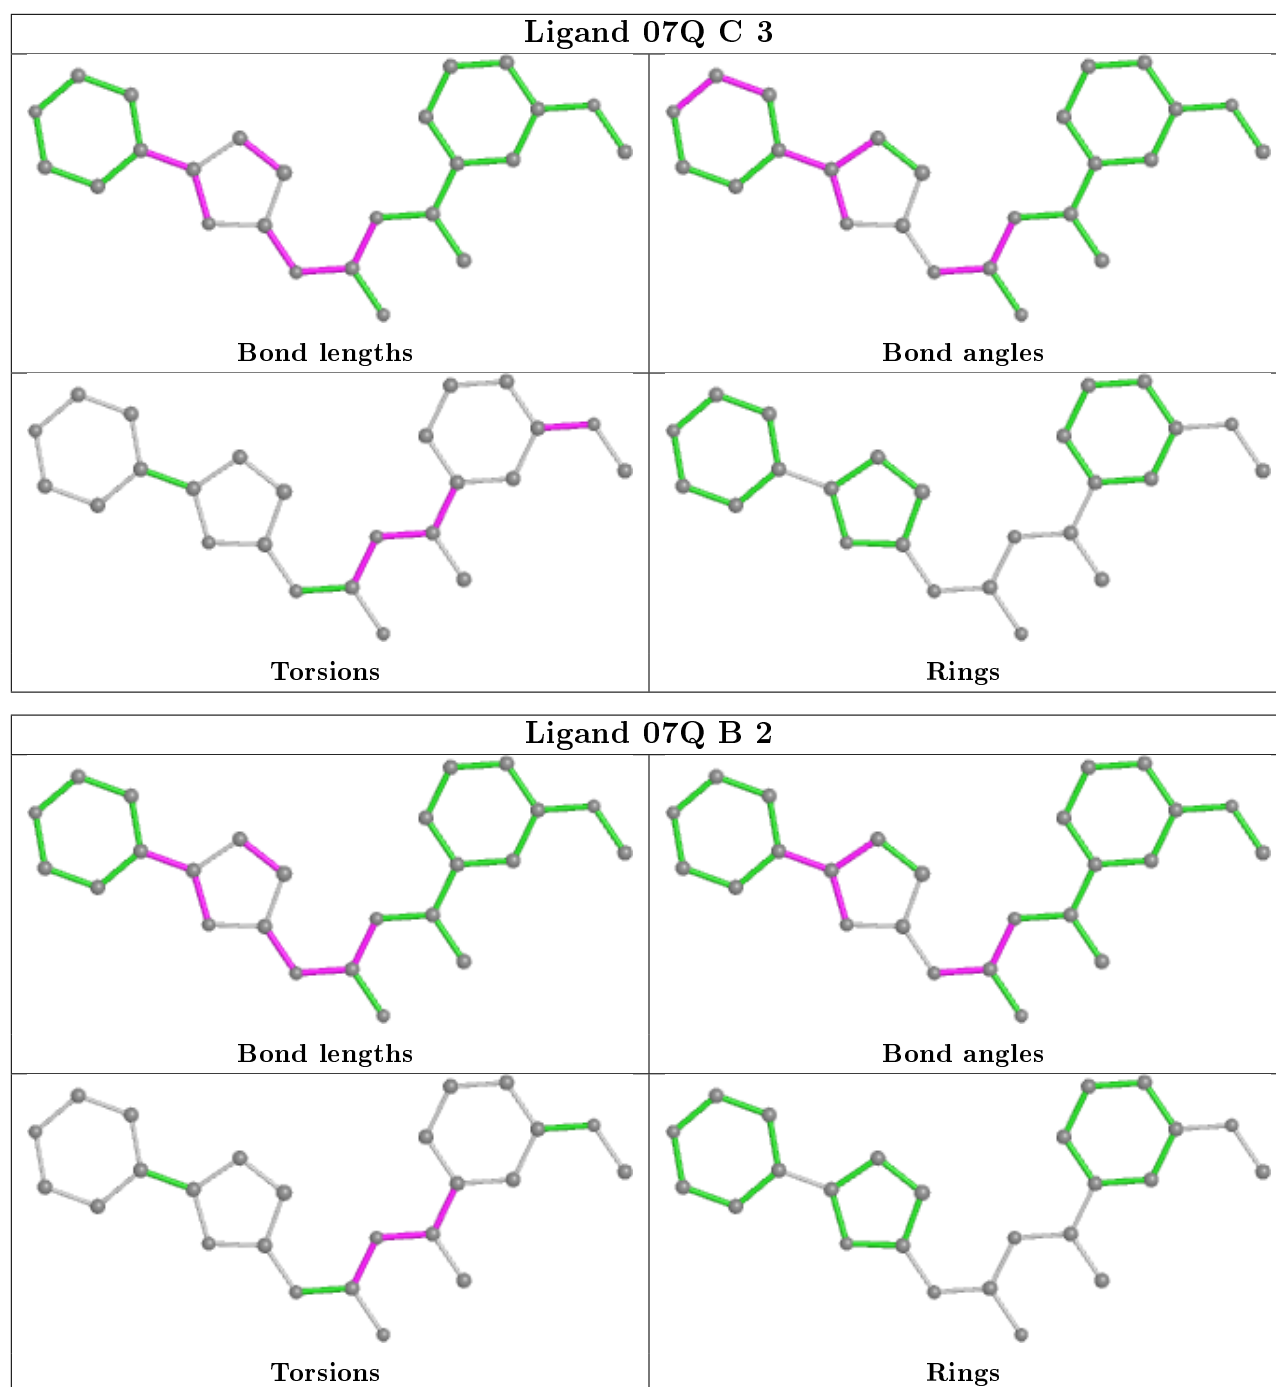 Ligand 07Q C 3
Bond lengths
Bond angles
Torsions
Rings
Ligand 07Q B 2
Bond lengths
Bond angles
Torsions
Rings